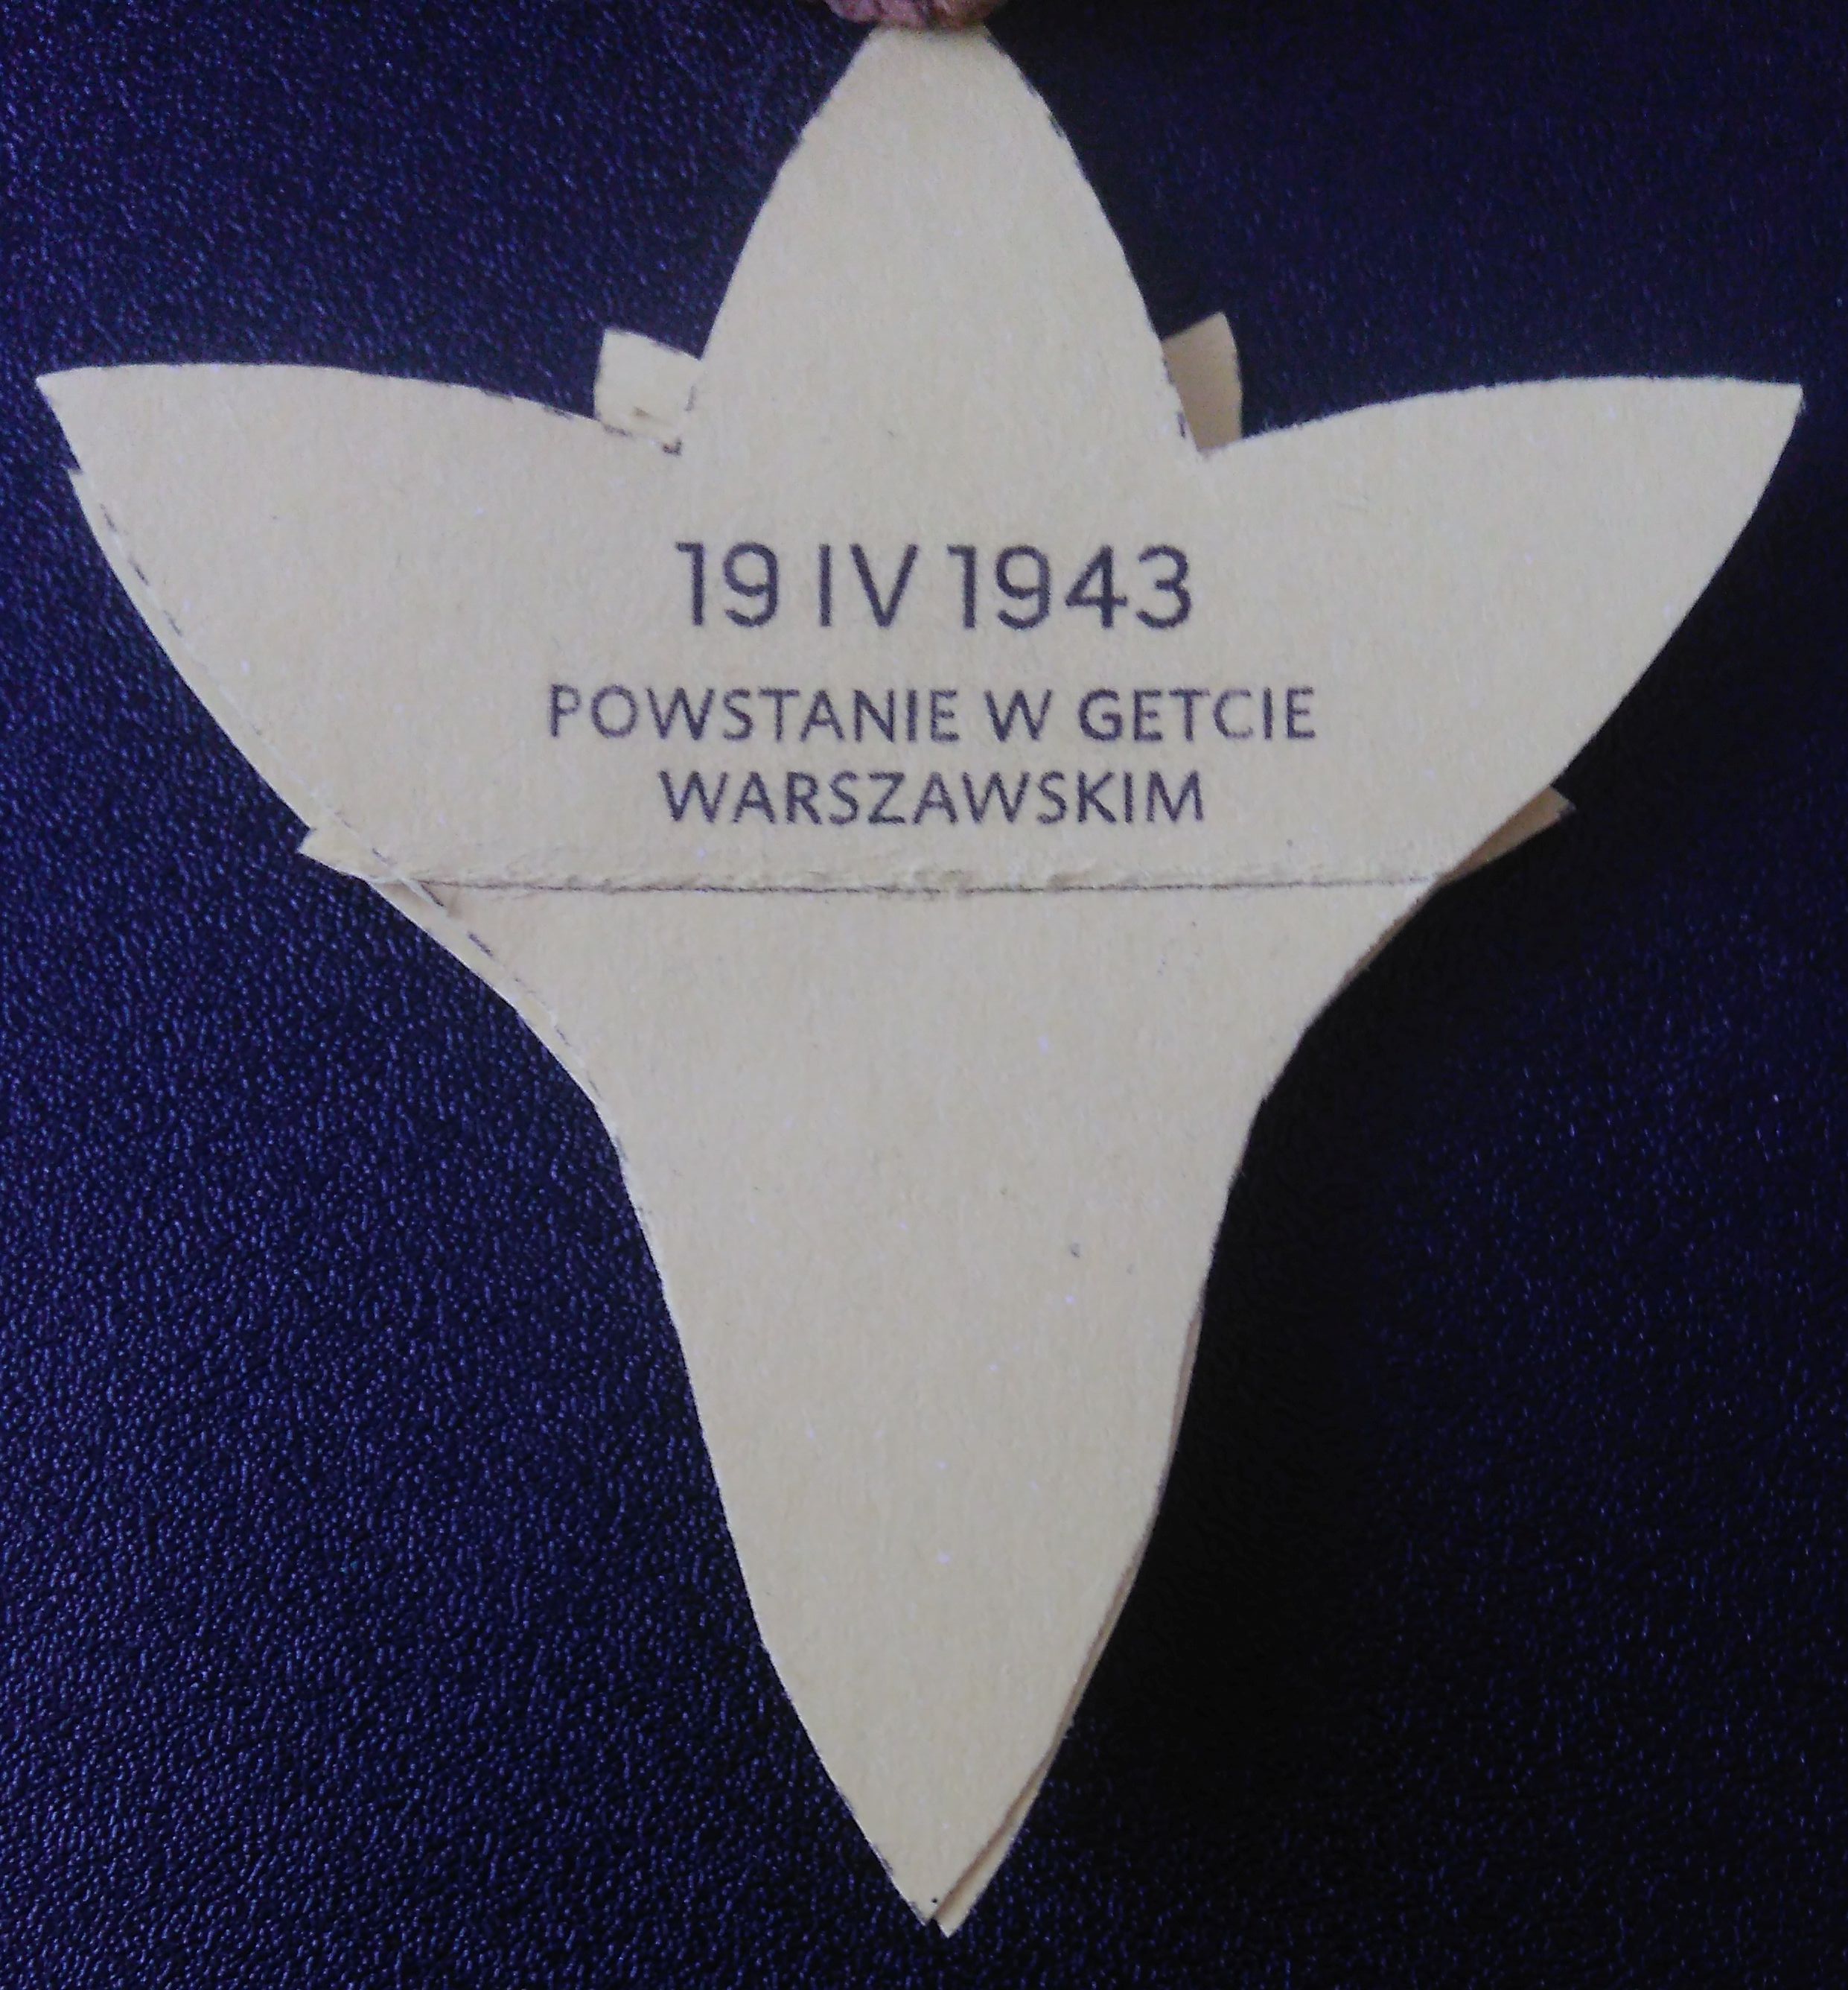 19 IV 1943
POWSTANIE W GETCIE
WARSZAWSKIM